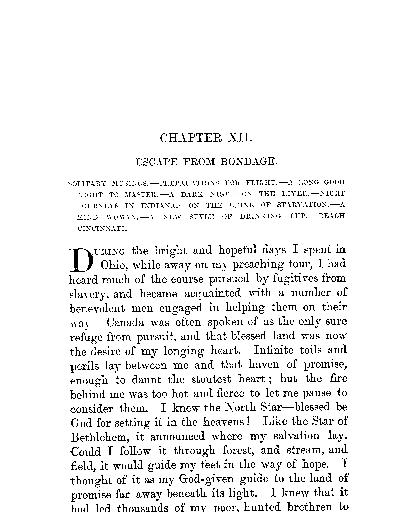 CHAPTER XII.
ESCAPE FROM BONDAGE.
SOLITARY MUSINGS.—PREPARATIONS FOR FLIGHT.—A LONG GOOD
NIGHT TO MASTER.—A DARK NIGHT ON THE RIVER.—NIGHT
JOURNEYS IN INDIANA.—ON THE BRINK OF STARVATION.—A
KIND WOMAN.—A NEW STYLE OF DRINKING CUP.—REACH
CINCINNATI.
DURING the bright and hopeful days I spent in
Ohio, while away on my preaching tour, I had
heard much of the course pursued by fugitives from
slavery, and became acquainted with a number of
benevolent men engaged in helping them on their
way. Canada was often spoken of as the only sure
refuge from pursuit, and that blessed land was now
the desire of my longing heart. Infinite toils and
perils lay between me and that haven of promise,
enough to daunt the stoutest heart; but the fire
behind me was too hot and fierce to let me pause to
consider them. I knew the North Star—blessed be
God for setting it in the heavens! Like the Star of
Bethlehem, it announced where my salvation lay.
Could I follow it through forest, and stream, and
field, it would guide my feet in the way of hope. I
thought of it as my God-given guide to the land of
promise far away beneath its light. I knew that it
had led thousands of my poor, hunted brethren to